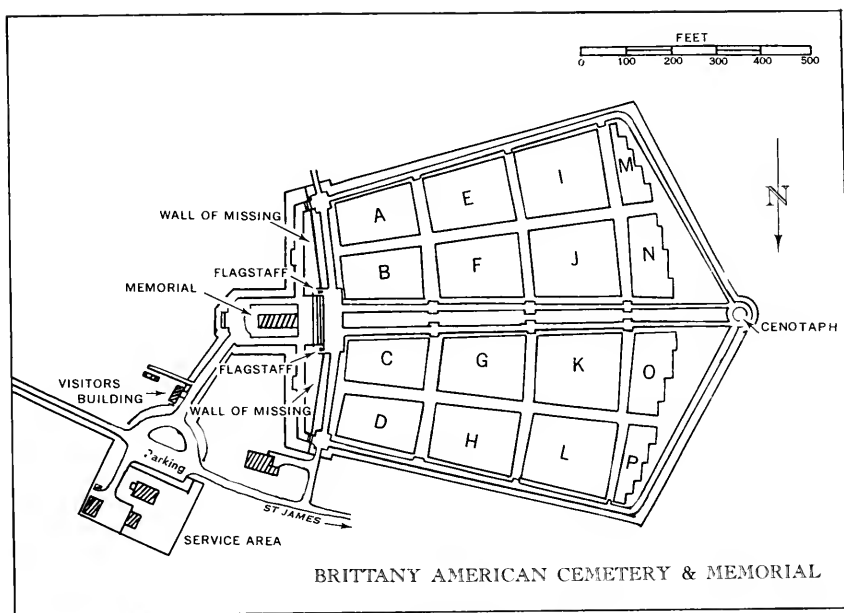 FEET
0 100 200 300 400 500
N
M
I
E
A
WALL OF MISSING
N
J
F
B
FLAGSTAFF
MEMORIAL
CENOTAPH
C
G
K
O
FLAGSTAFF
VISITORS
BUILDING
WALL OF MISSING
D
H
L
P
Parking
ST JAMES
SERVICE AREA
BRITTANY AMERICAN CEMETERY & MEMORIAL